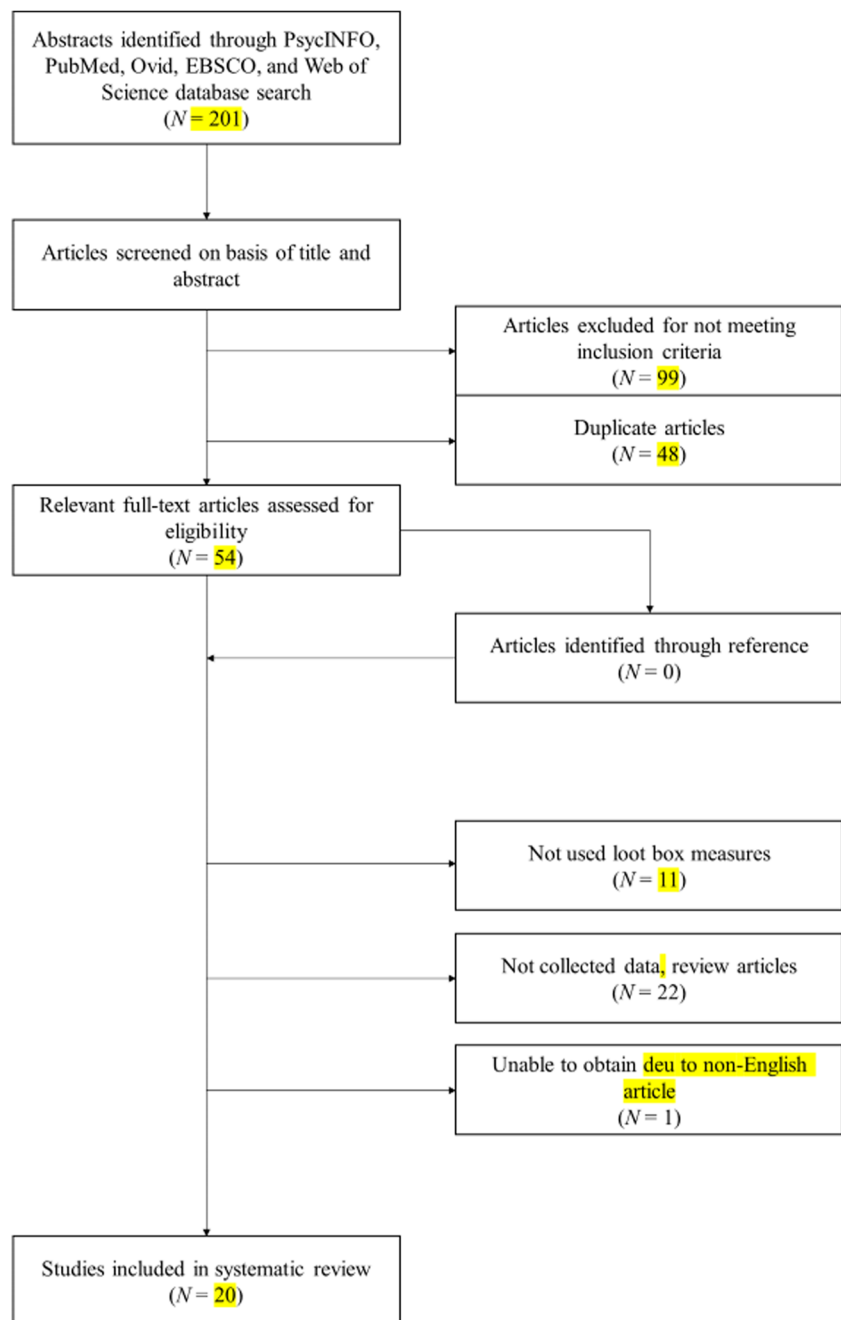 Abstracts identified through PsycINFO,
PubMed, Ovid, EBSCO, and Web of
Science database search
(N = 201)
Articles screened on basis of title and
abstract
Articles excluded for not meeting
inclusion criteria
(N = 99)
Duplicate articles
(N = 48)
Relevant full-text articles assessed for
eligibility
(N = 54)
Articles identified through reference
(N = 0)
Not used loot box measures
(N = 11)
Not collected data, review articles
(N = 22)
Unable to obtain deu to non-English
article
(N = 1)
Studies included in systematic review
(N = 20)